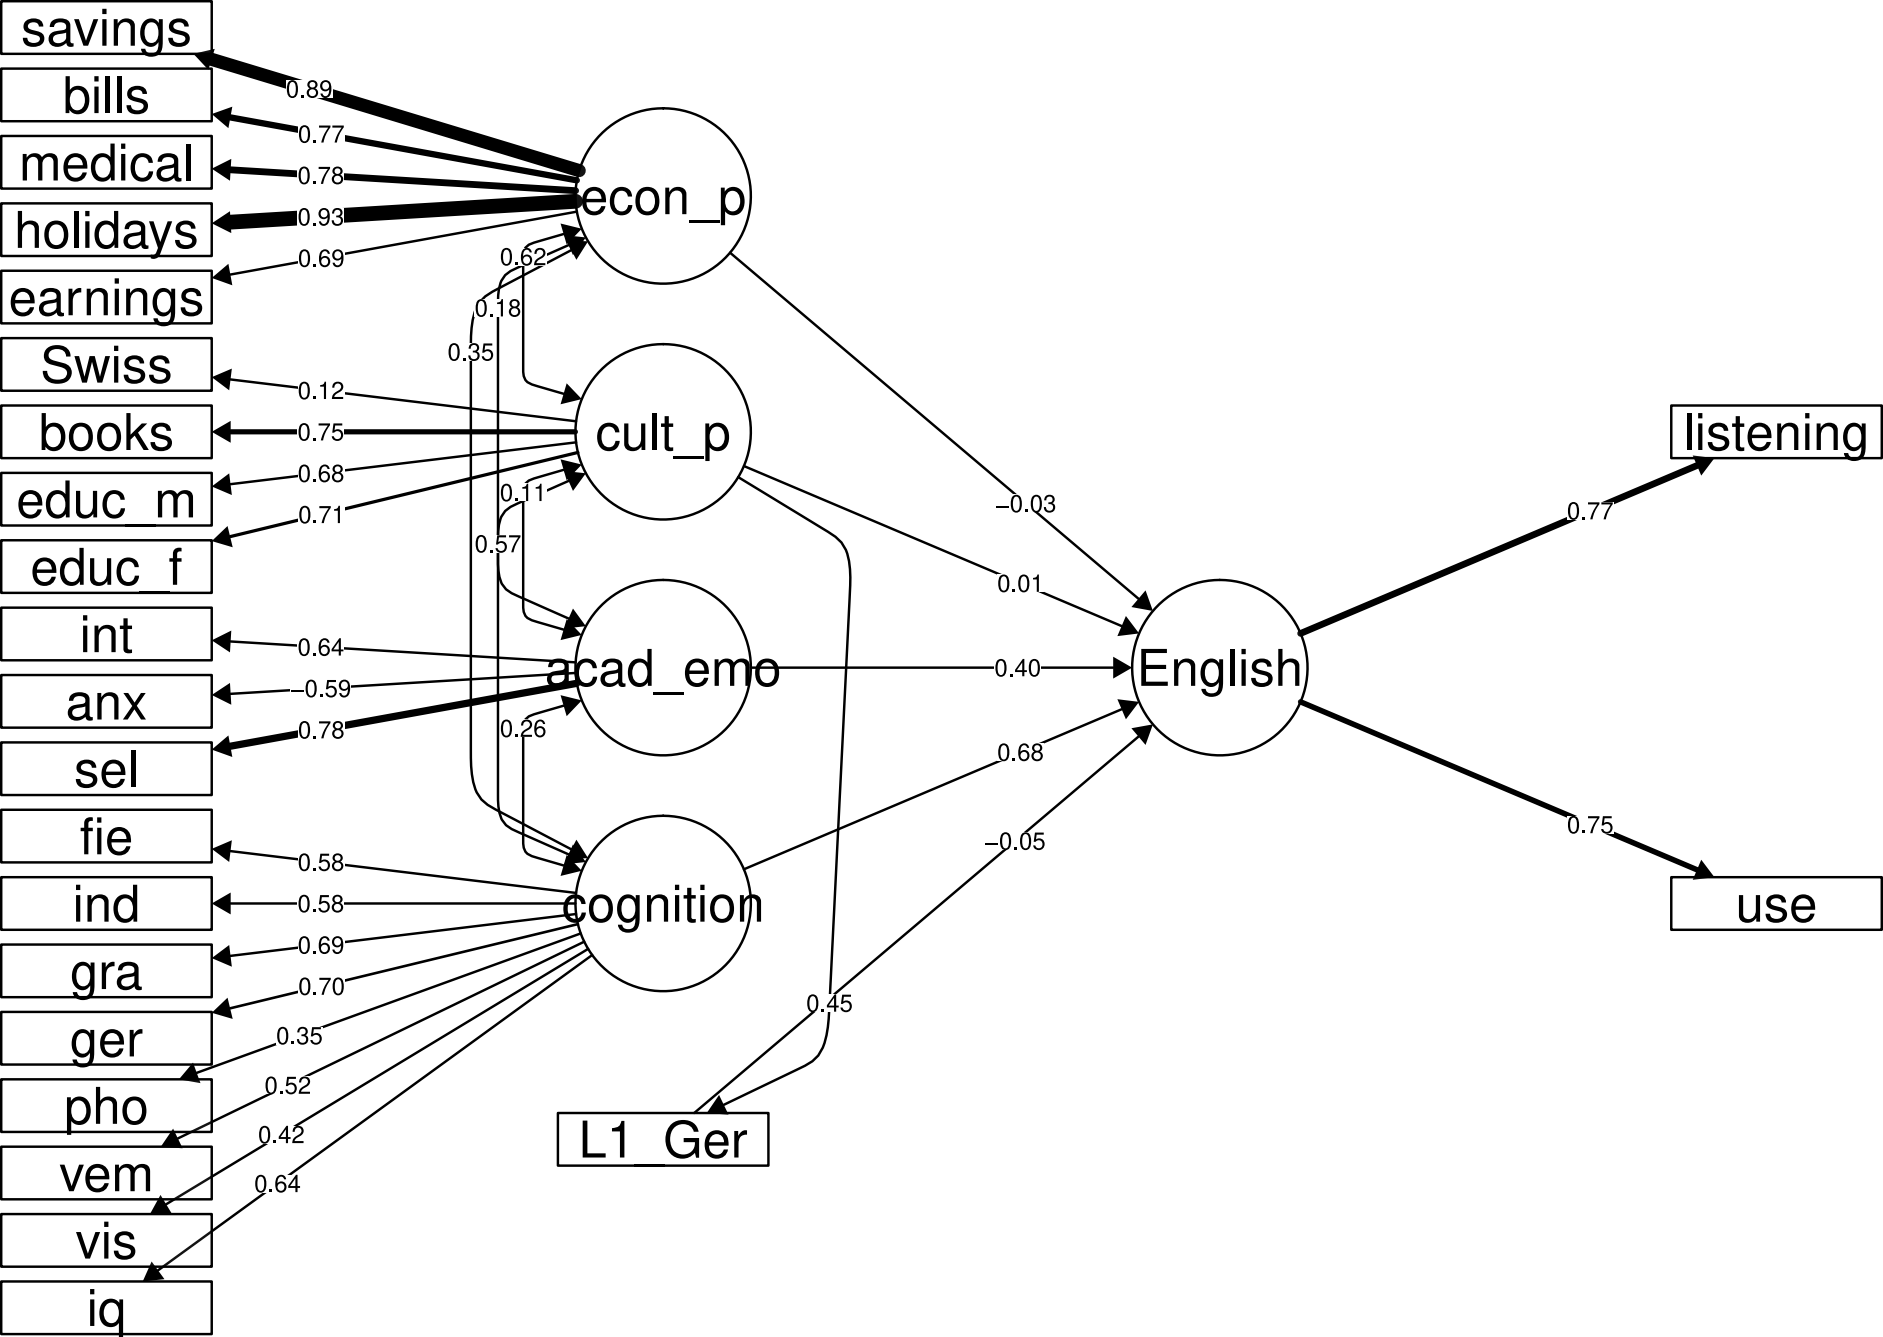 savings
bills
medical
holidays
earnings
Swiss
books
educ_m
educ_f
int
anx
sel
fie
ind
gra
ger
pho
vem
vis
iq
0.89
0.77
0.78
0.93
0.69
0.12
0.75
0.68
0.71
0.64
−0.59
0.78
0.58
0.58
0.69
0.70
0.35
0.52
0.42
0.64
0.62
0.18
0.35
0.11
0.57
0.26
econ_p
cult_p
acad_emo
cognition
L1_Ger
−0.03
0.01
0.40
0.68
−0.05
0.45
English
0.77
0.75
listening
use